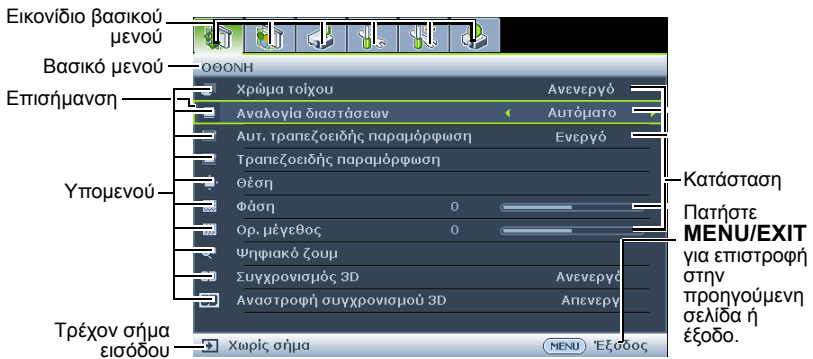 Εικονίδιο βασικού
μενού
Βασικό μενού
Επισήμανση
Υπομενού
Τρέχον σήμα
εισόδου
ΟΘΟΝΗ
Χρώμα τοίχου Ανενεργό
Αναλογία διαστάσεων Αυτόματο
Αυτ. τραπεζοειδής παραμόρφωση Ενεργό
Τραπεζοειδής παραμόρφωση
Θέση
Φάση 0
Ορ. μέγεθος 0
Ψηφιακό ζουμ
Συγχρονισμός 3D Ανενεργό
Αναστροφή συγχρονισμού 3D Απενεργ
Χωρίς σήμα MENU Έξοδος
Κατάσταση
Πατήστε
MENU/EXIT
για επιστροφή
στην
προηγούμενη
σελίδα ή
έξοδο.